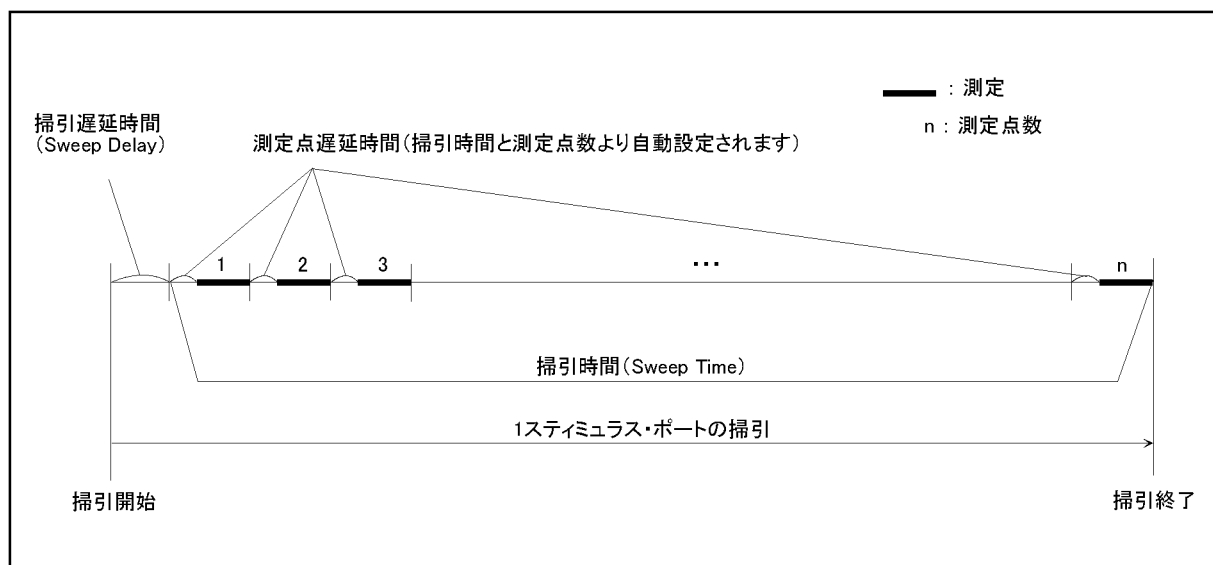 ： 測定
n ： 測定点数
掃引遅延時間
(Sweep Delay)
測定点遅延時間(掃引時間と測定点数より自動設定されます)
1
2
3
...
n
掃引時間(Sweep Time)
1スティミュラス・ポートの掃引
掃引開始
掃引終了